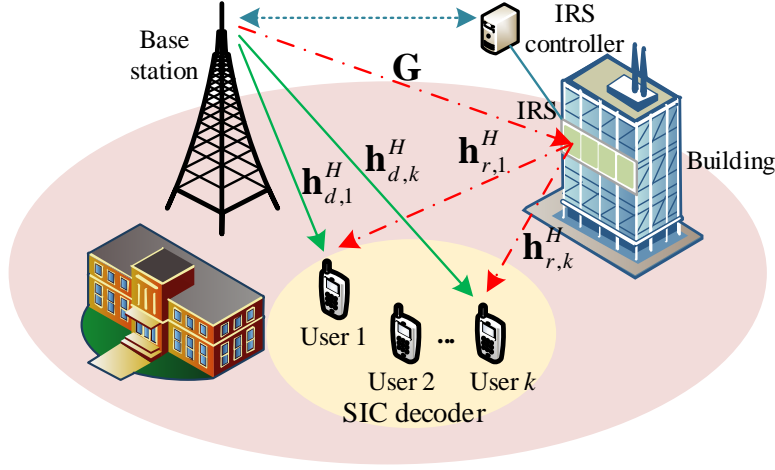 Base
station
IRS
controller
G
IRS
h_{r,1}^H
h_{d,k}^H
Building
h_{d,1}^H
h_{r,k}^H
User 1
User 2
...
User k
SIC decoder